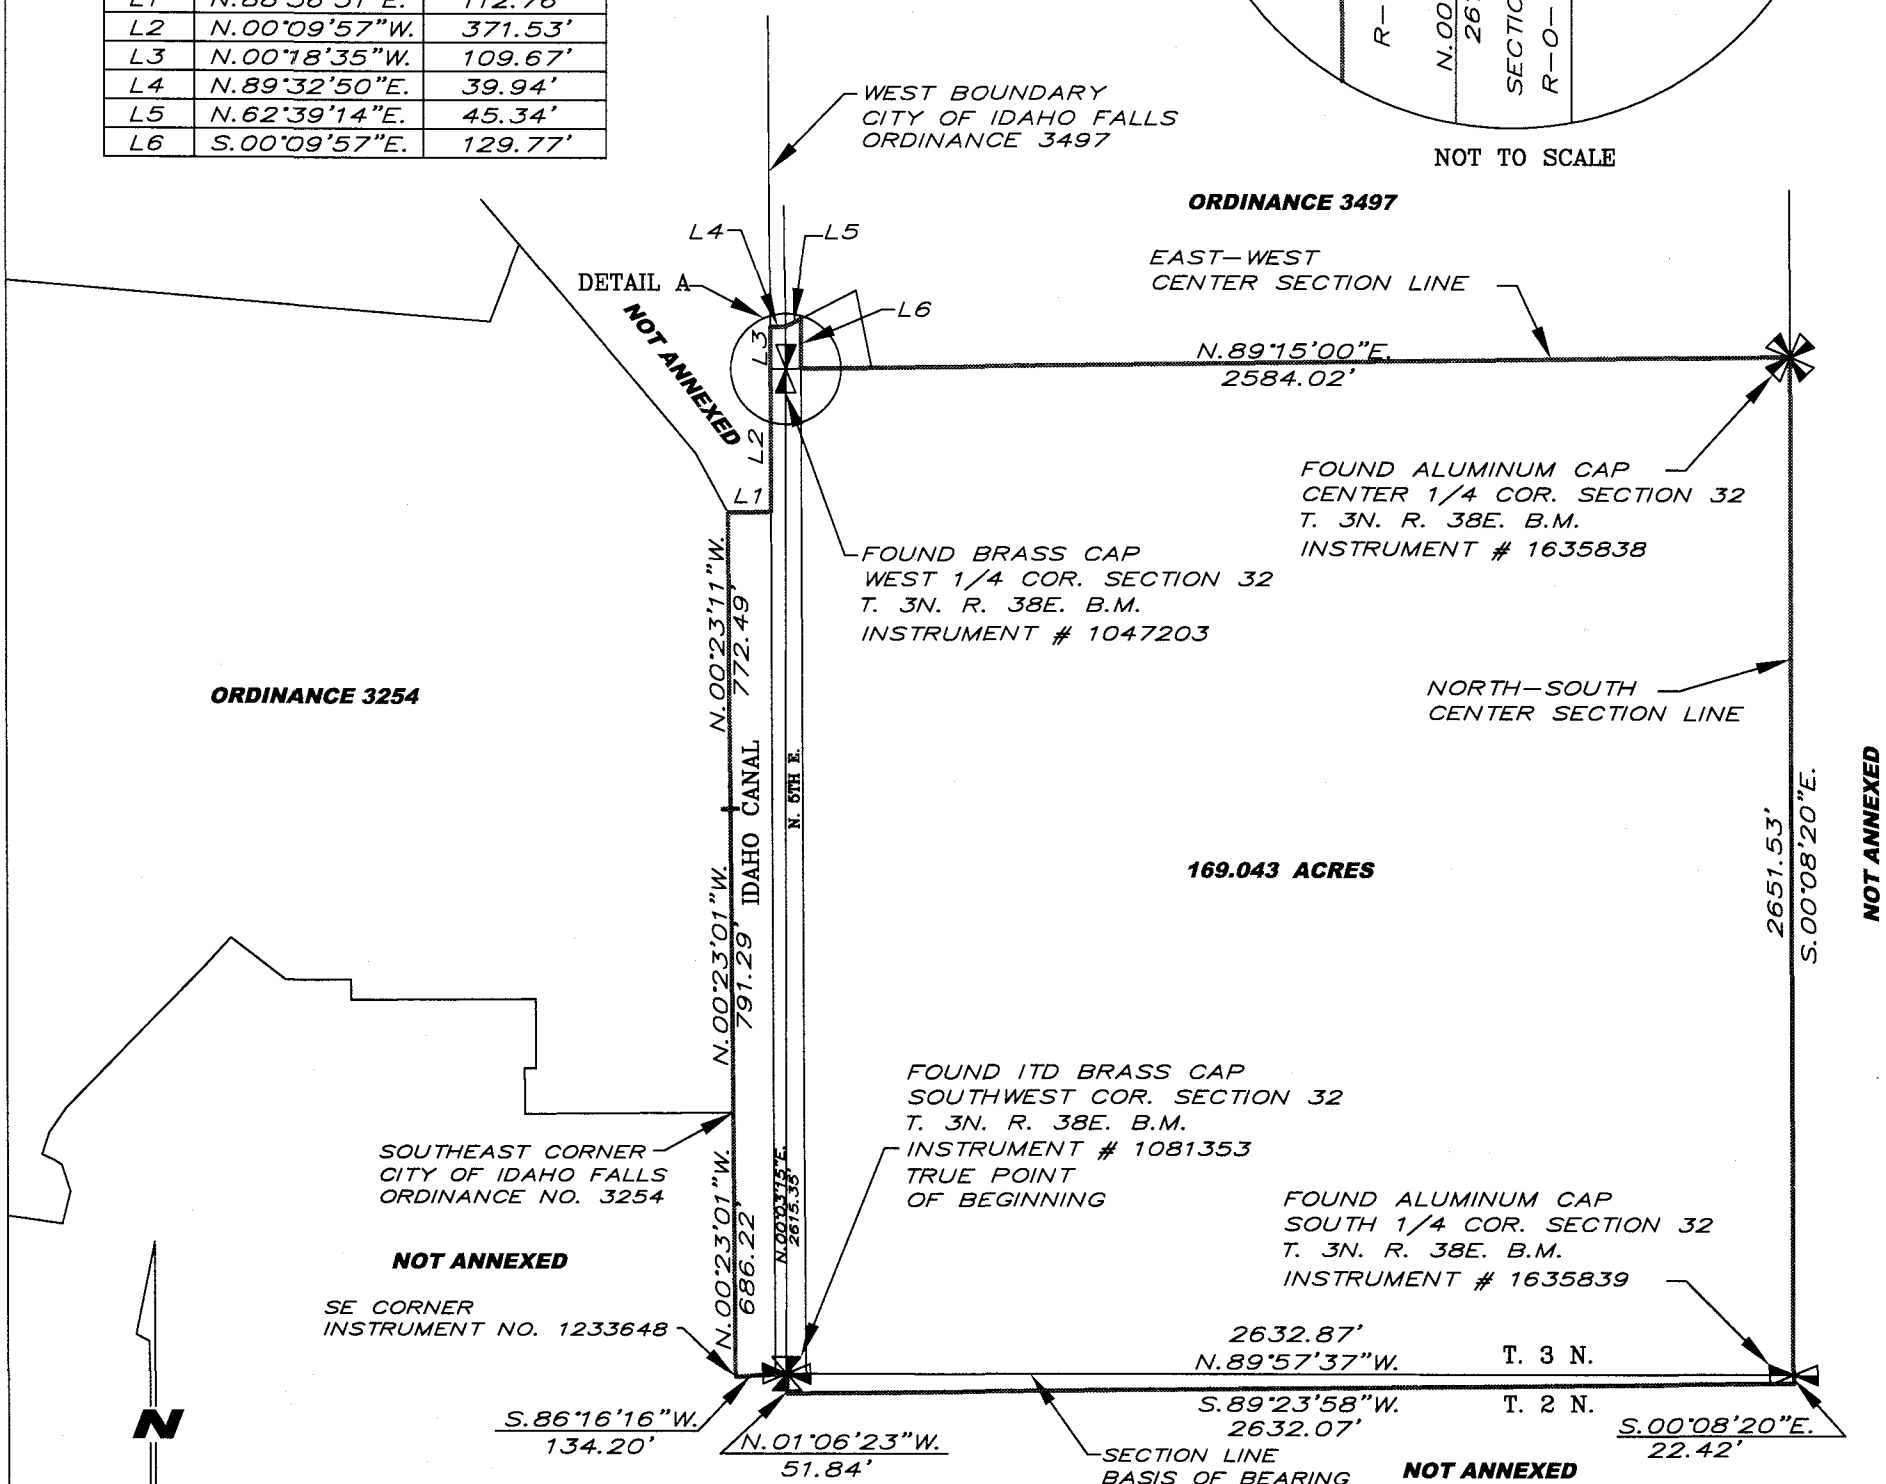 L1 N.88°56'51"E. 112.76'
L2 N.00°09'57"W. 371.53'
L3 N.00°18'35"W. 109.67'
L4 N.89°32'50"E. 39.94'
L5 N.62°39'14"E. 45.34'
L6 S.00°09'57"E. 129.77'
R-
N.00
267
SECTIO
R-O-
NOT TO SCALE
WEST BOUNDARY
CITY OF IDAHO FALLS
ORDINANCE 3497
ORDINANCE 3497
L4
L5
EAST-WEST
CENTER SECTION LINE
DETAIL A
L6
NOT ANNEXED
L3
N.89°15'00"E.
2584.02'
L2
L1
FOUND ALUMINUM CAP
CENTER 1/4 COR. SECTION 32
T. 3N. R. 38E. B.M.
INSTRUMENT # 1635838
FOUND BRASS CAP
WEST 1/4 COR. SECTION 32
T. 3N. R. 38E. B.M.
INSTRUMENT # 1047203
N.00°23'11"W.
772.49'
ORDINANCE 3254
NORTH-SOUTH
CENTER SECTION LINE
IDAHO CANAL
N. 5TH E.
NOT ANNEXED
2651.53'
S.00°08'20"E.
169.043 ACRES
N.00°23'01"W.
791.29'
FOUND ITD BRASS CAP
SOUTHWEST COR. SECTION 32
T. 3N. R. 38E. B.M.
INSTRUMENT # 1081353
TRUE POINT
OF BEGINNING
SOUTHEAST CORNER
CITY OF IDAHO FALLS
ORDINANCE NO. 3254
N.00°23'01"W.
686.22'
N.00°03'15"E.
2615.35'
FOUND ALUMINUM CAP
SOUTH 1/4 COR. SECTION 32
T. 3N. R. 38E. B.M.
INSTRUMENT # 1635839
NOT ANNEXED
SE CORNER
INSTRUMENT NO. 1233648
2632.87'
N.89°57'37"W.
T. 3 N.
S.89°23'58"W.
2632.07'
T. 2 N.
S.86°16'16"W.
134.20'
N.01°06'23"W.
51.84'
S.00°08'20"E.
22.42'
SECTION LINE
BASIS OF BEARING
NOT ANNEXED
N